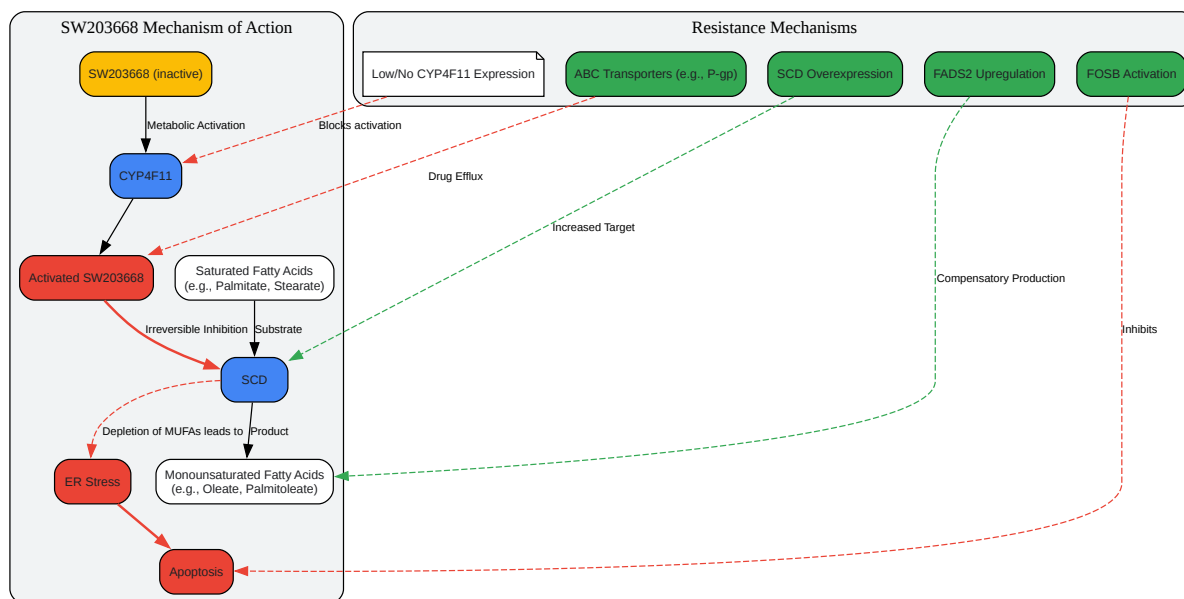 SW203668 Mechanism of Action
Resistance Mechanisms
SW203668 (inactive)
Low/No CYP4F11 Expression
ABC Transporters (e.g., P-gp)
SCD Overexpression
FADS2 Upregulation
FOSB Activation
Metabolic Activation
Blocks activation
CYP4F11
Drug Efflux
Increased Target
Activated SW203668
Saturated Fatty Acids
(e.g., Palmitate, Stearate)
Compensatory Production
Irreversible Inhibition
Substrate
Inhibits
SCD
Depletion of MUFAs leads to
Product
ER Stress
Monounsaturated Fatty Acids
(e.g., Oleate, Palmitoleate)
Apoptosis